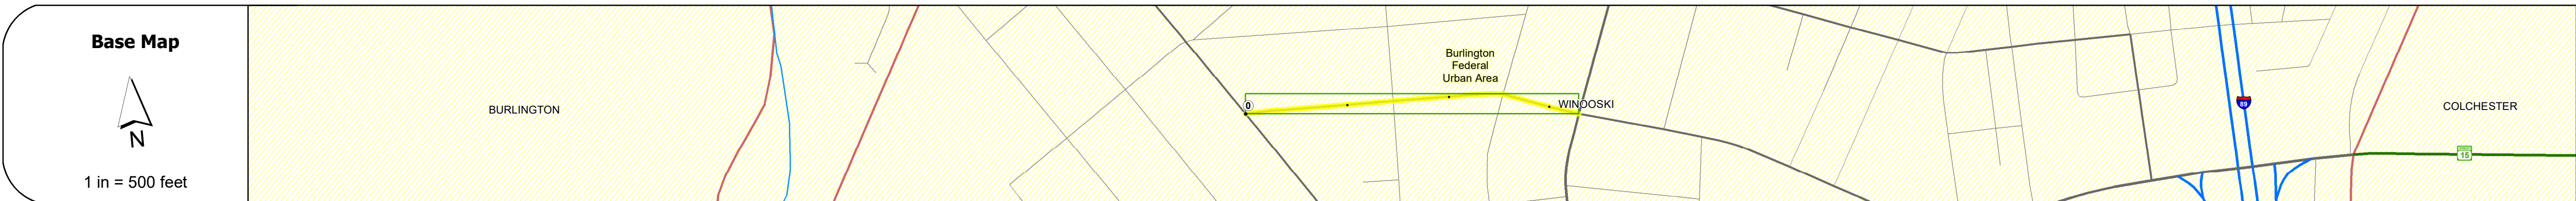 Base Map
N
1 in = 500 feet
BURLINGTON
0
Burlington
Federal
Urban Area
WINOOSKI
89
COLCHESTER
15